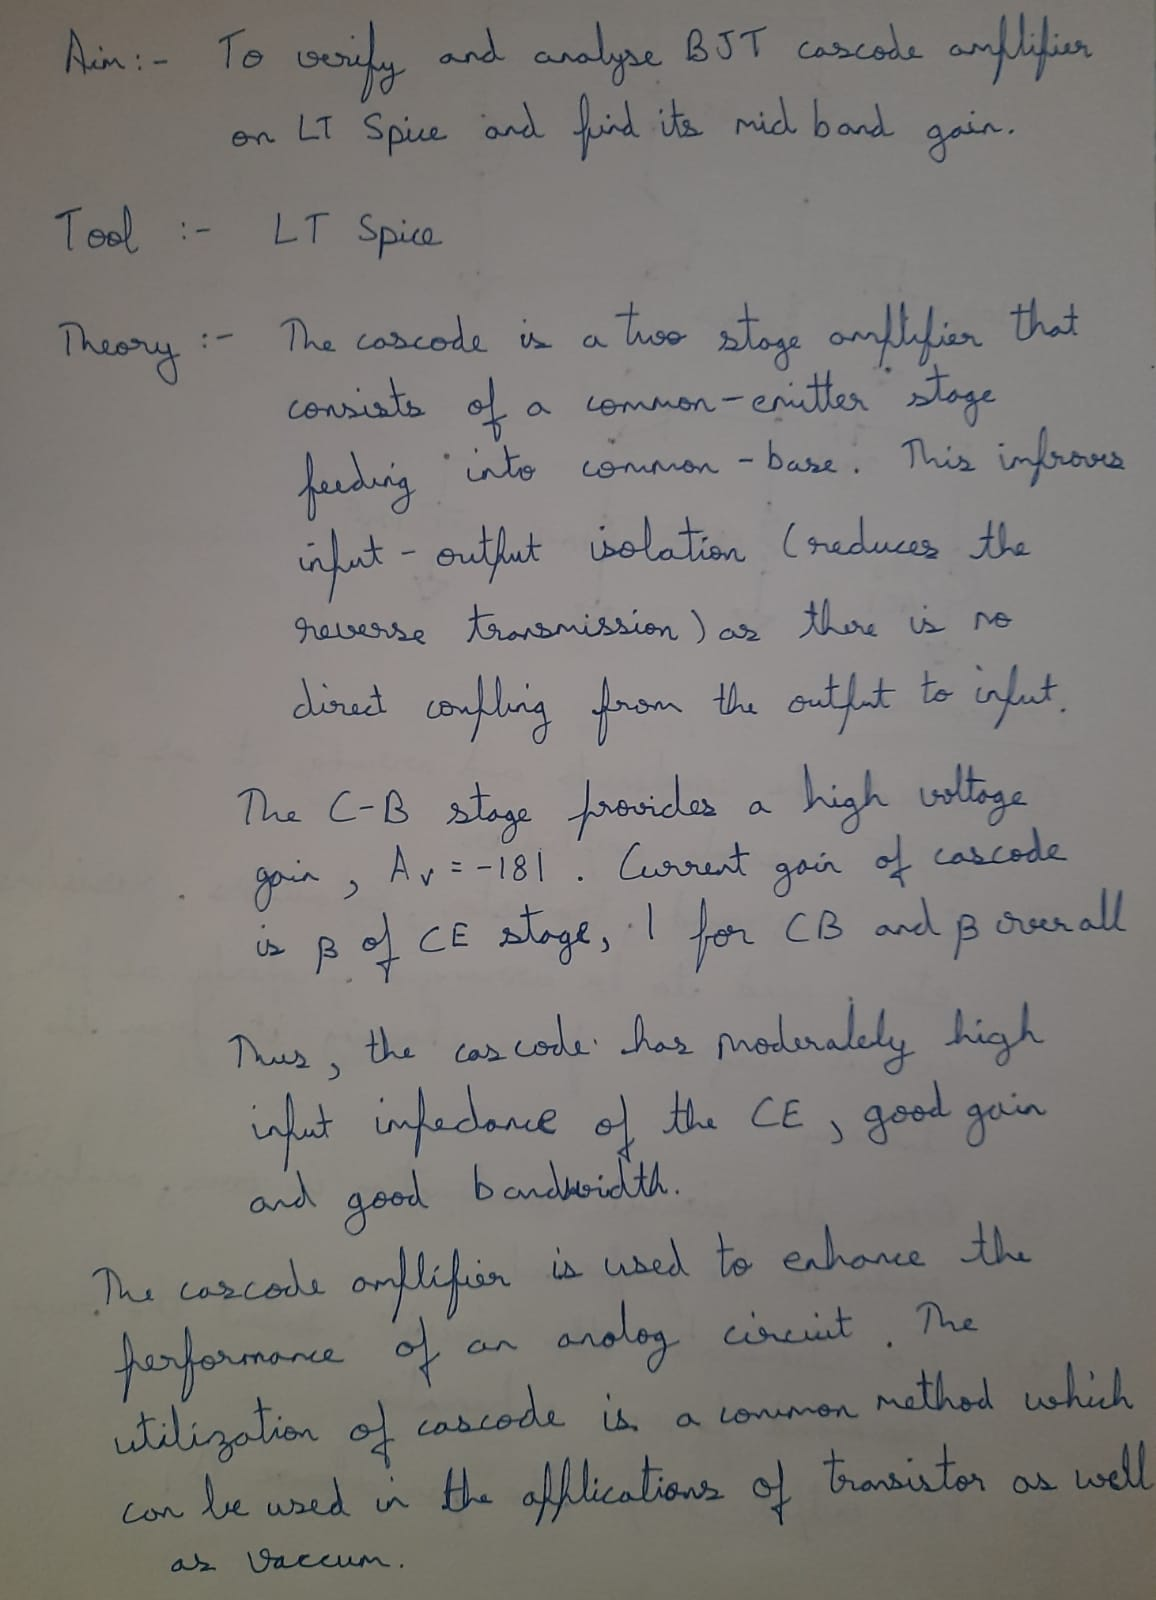 Aim :- To verify and analyse BJT cascode amplifier
on LT Spice and find its mid band gain.
Tool :- LT Spice
Theory :- The cascode is a two stage amplifier that
consists of a common-emitter stage
feeding into common-base. This improves
input-output isolation (reduces the
reverse transmission) as there is no
direct coupling from the output to input.
The C-B stage provides a high voltage
gain, Av = -181. Current gain of cascode
is β of CE stage, 1 for CB and β overall
Thus, the cascode has moderately high
input impedance of the CE, good gain
and good bandwidth.
The cascode amplifier is used to enhance the
performance of an analog circuit. The
utilization of cascode is a common method which
can be used in the applications of transistor as well
as vaccum.